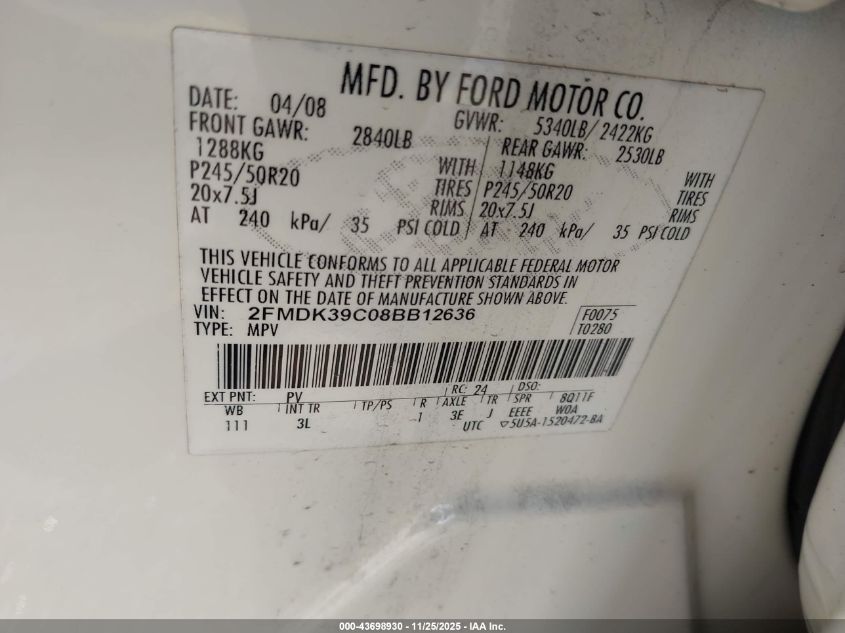 MFD. BY FORD MOTOR CO.
DATE: 04/08 GVWR: 5340LB/ 2422KG
FRONT GAWR: 2840LB REAR GAWR: 2530LB
1288KG WITH 1148KG WITH
P245/50R20 TIRES P245/50R20 TIRES
20x7.5J RIMS 20x7.5J RIMS
AT 240 kPa/ 35 PSI COLD AT 240 kPa/ 35 PSI COLD
THIS VEHICLE CONFORMS TO ALL APPLICABLE FEDERAL MOTOR
VEHICLE SAFETY AND THEFT PREVENTION STANDARDS IN
EFFECT ON THE DATE OF MANUFACTURE SHOWN ABOVE.
VIN: 2FMDK39C08BB12636 F0075
TYPE: MPV T0280
EXT PNT: PV RC: 24 DSO:
WB INT TR TP/PS R AXLE TR SPR 8Q11F
111 3L 1 3E J EEEE W0A
UTC ▽5U5A-1520472-BA
000-43698930 - 11/25/2025 - IAA Inc.